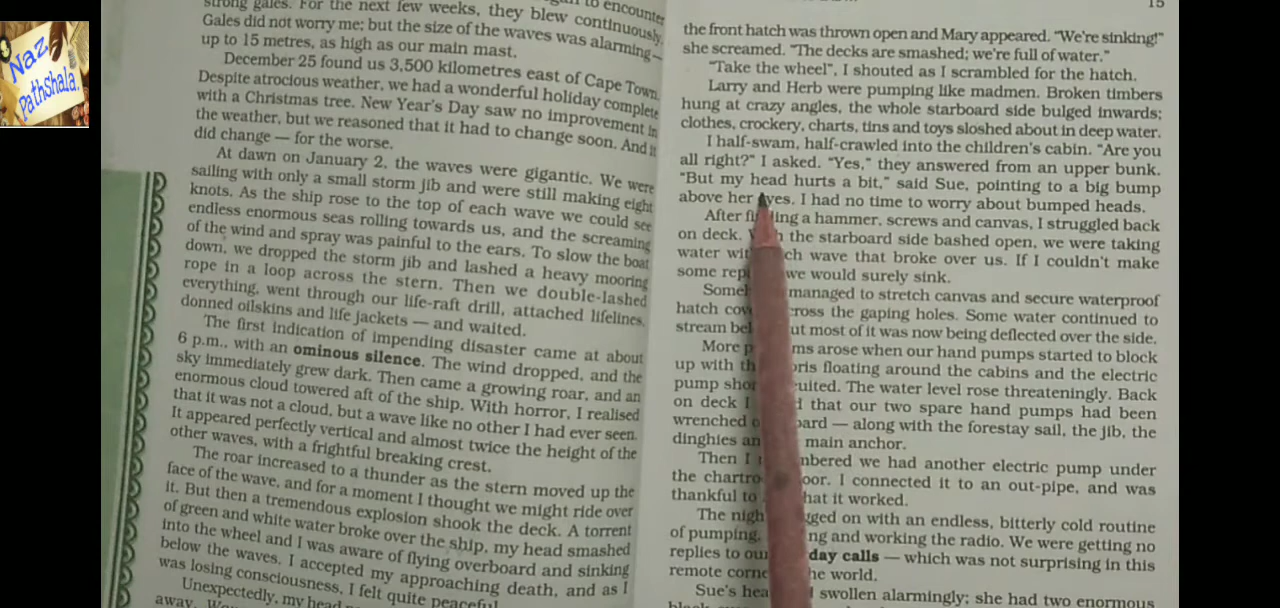 Naz
Pathshala.
to encounter
strong gales. For the next few weeks, they blew continuously.
Gales did not worry me; but the size of the waves was alarming —
up to 15 metres, as high as our main mast.
December 25 found us 3,500 kilometres east of Cape Town.
Despite atrocious weather, we had a wonderful holiday complete
with a Christmas tree. New Year's Day saw no improvement in
the weather, but we reasoned that it had to change soon. And it
did change — for the worse.
At dawn on January 2, the waves were gigantic. We were
sailing with only a small storm jib and were still making eight
knots. As the ship rose to the top of each wave we could see
endless enormous seas rolling towards us, and the screaming
of the wind and spray was painful to the ears. To slow the boat
down, we dropped the storm jib and lashed a heavy mooring
rope in a loop across the stern. Then we double-lashed
everything, went through our life-raft drill, attached lifelines,
donned oilskins and life jackets — and waited.
The first indication of impending disaster came at about
6 p.m., with an ominous silence. The wind dropped, and the
sky immediately grew dark. Then came a growing roar, and an
enormous cloud towered aft of the ship. With horror, I realised
that it was not a cloud, but a wave like no other I had ever seen.
It appeared perfectly vertical and almost twice the height of the
other waves, with a frightful breaking crest.
The roar increased to a thunder as the stern moved up the
face of the wave, and for a moment I thought we might ride over
it. But then a tremendous explosion shook the deck. A torrent
of green and white water broke over the ship, my head smashed
into the wheel and I was aware of flying overboard and sinking
below the waves. I accepted my approaching death, and as I
was losing consciousness, I felt quite peaceful.
Unexpectedly, my head
away.
15
the front hatch was thrown open and Mary appeared. "We're sinking!"
she screamed. "The decks are smashed; we're full of water."
"Take the wheel", I shouted as I scrambled for the hatch.
Larry and Herb were pumping like madmen. Broken timbers
hung at crazy angles, the whole starboard side bulged inwards;
clothes, crockery, charts, tins and toys sloshed about in deep water.
I half-swam, half-crawled into the children's cabin. "Are you
all right?" I asked. "Yes," they answered from an upper bunk.
"But my head hurts a bit," said Sue, pointing to a big bump
above her eyes. I had no time to worry about bumped heads.
After finding a hammer, screws and canvas, I struggled back
on deck. the starboard side bashed open, we were taking
water wave that broke over us. If I couldn't make
some we would surely sink.
managed to stretch canvas and secure waterproof
hatch the gaping holes. Some water continued to
stream but most of it was now being deflected over the side.
More arose when our hand pumps started to block
up with floating around the cabins and the electric
pump The water level rose threateningly. Back
on deck I that our two spare hand pumps had been
wrenched — along with the forestay sail, the jib, the
dinghies main anchor.
Then I we had another electric pump under
the I connected it to an out-pipe, and was
thankful to that it worked.
The night on with an endless, bitterly cold routine
of pumping, and working the radio. We were getting no
replies to our calls — which was not surprising in this
remote the world.
Sue's swollen alarmingly; she had two enormous